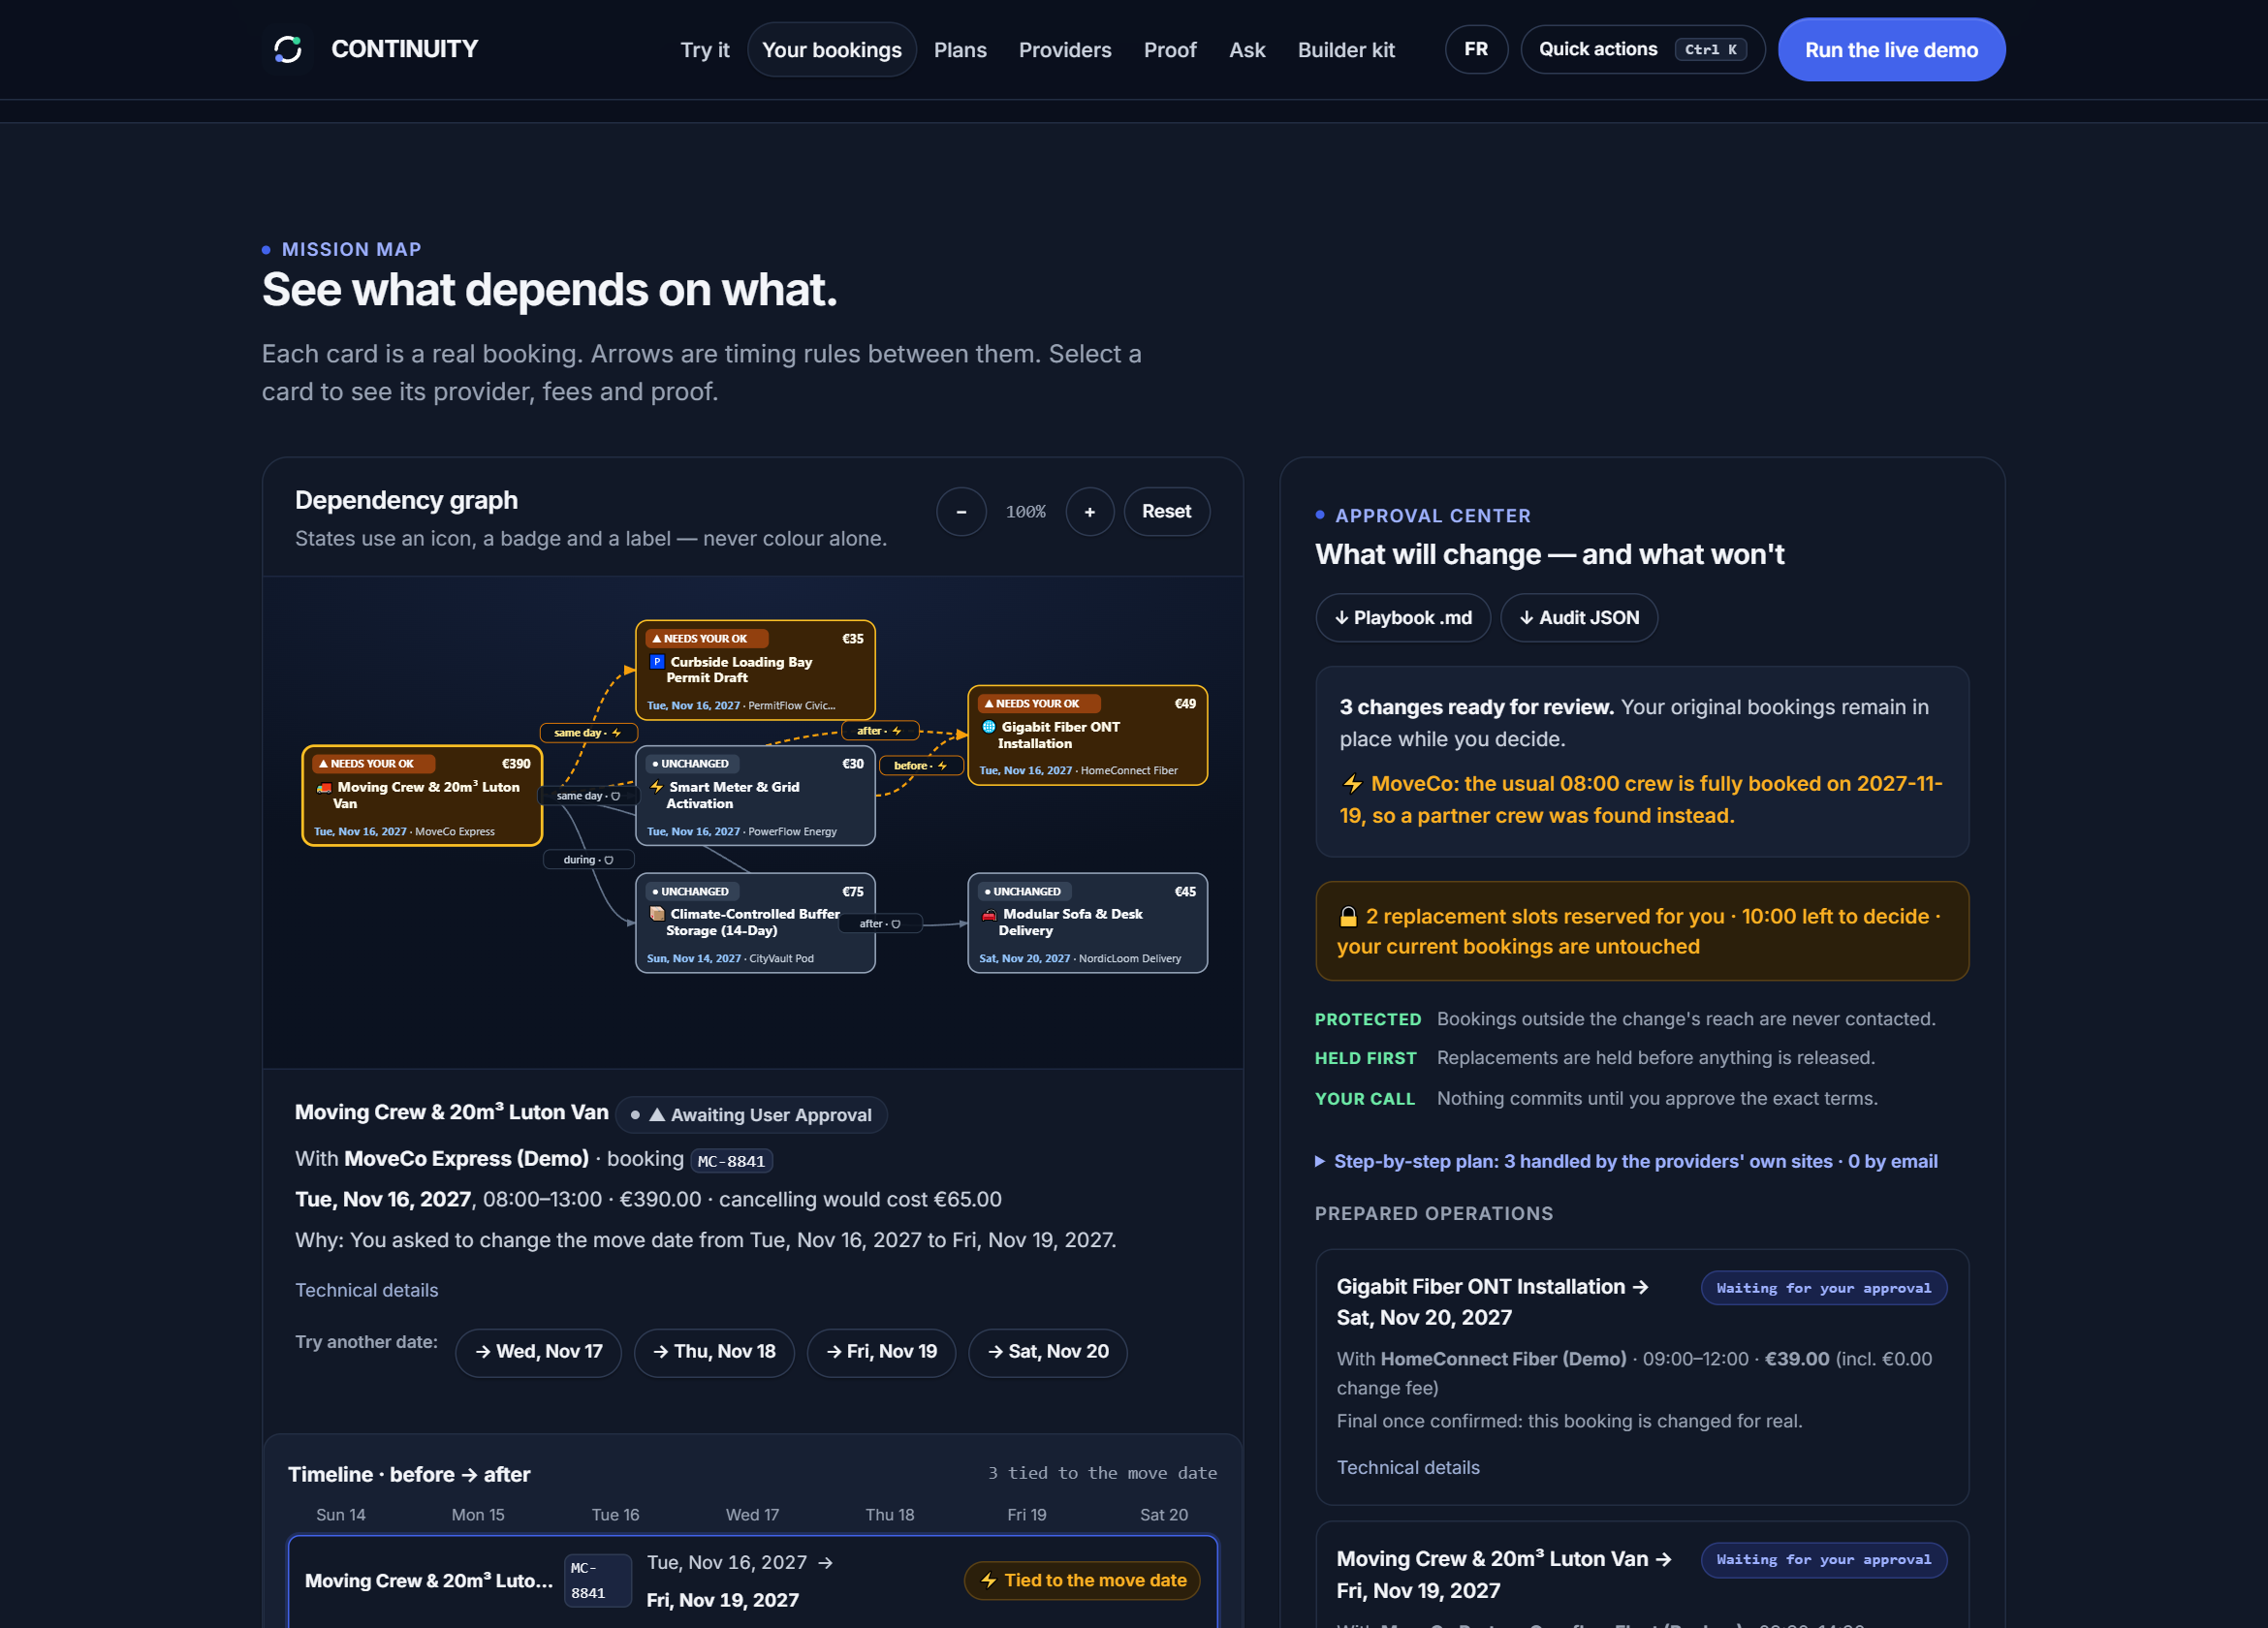 CONTINUITY
Try it
Your bookings
Plans
Providers
Proof
Ask
Builder kit
FR
Quick actions Ctrl K
Run the live demo
MISSION MAP
See what depends on what.
Each card is a real booking. Arrows are timing rules between them. Select a
card to see its provider, fees and proof.
Dependency graph
States use an icon, a badge and a label — never colour alone.
−
100%
+
Reset
▲ NEEDS YOUR OK €35
P Curbside Loading Bay
Permit Draft
Tue, Nov 16, 2027 · PermitFlow Civic...
same day · ⚡
after · ⚡
before · ⚡
▲ NEEDS YOUR OK €49
Gigabit Fiber ONT
Installation
Tue, Nov 16, 2027 · HomeConnect Fiber
▲ NEEDS YOUR OK €390
Moving Crew & 20m³ Luton
Van
Tue, Nov 16, 2027 · MoveCo Express
same day ·
during ·
● UNCHANGED €30
⚡ Smart Meter & Grid
Activation
Tue, Nov 16, 2027 · PowerFlow Energy
● UNCHANGED €75
Climate-Controlled Buffer
Storage (14-Day)
Sun, Nov 14, 2027 · CityVault Pod
after ·
● UNCHANGED €45
Modular Sofa & Desk
Delivery
Sat, Nov 20, 2027 · NordicLoom Delivery
Moving Crew & 20m³ Luton Van ● ▲ Awaiting User Approval
With MoveCo Express (Demo) · booking MC-8841
Tue, Nov 16, 2027, 08:00–13:00 · €390.00 · cancelling would cost €65.00
Why: You asked to change the move date from Tue, Nov 16, 2027 to Fri, Nov 19, 2027.
Technical details
Try another date:
→ Wed, Nov 17
→ Thu, Nov 18
→ Fri, Nov 19
→ Sat, Nov 20
Timeline · before → after
3 tied to the move date
Sun 14
Mon 15
Tue 16
Wed 17
Thu 18
Fri 19
Sat 20
Moving Crew & 20m³ Luto...
MC-
8841
Tue, Nov 16, 2027 →
Fri, Nov 19, 2027
⚡ Tied to the move date
APPROVAL CENTER
What will change — and what won't
↓ Playbook .md
↓ Audit JSON
3 changes ready for review. Your original bookings remain in
place while you decide.
⚡ MoveCo: the usual 08:00 crew is fully booked on 2027-11-
19, so a partner crew was found instead.
🔒 2 replacement slots reserved for you · 10:00 left to decide ·
your current bookings are untouched
PROTECTED Bookings outside the change's reach are never contacted.
HELD FIRST Replacements are held before anything is released.
YOUR CALL Nothing commits until you approve the exact terms.
▶ Step-by-step plan: 3 handled by the providers' own sites · 0 by email
PREPARED OPERATIONS
Gigabit Fiber ONT Installation →
Sat, Nov 20, 2027
Waiting for your approval
With HomeConnect Fiber (Demo) · 09:00–12:00 · €39.00 (incl. €0.00
change fee)
Final once confirmed: this booking is changed for real.
Technical details
Moving Crew & 20m³ Luton Van →
Fri, Nov 19, 2027
Waiting for your approval